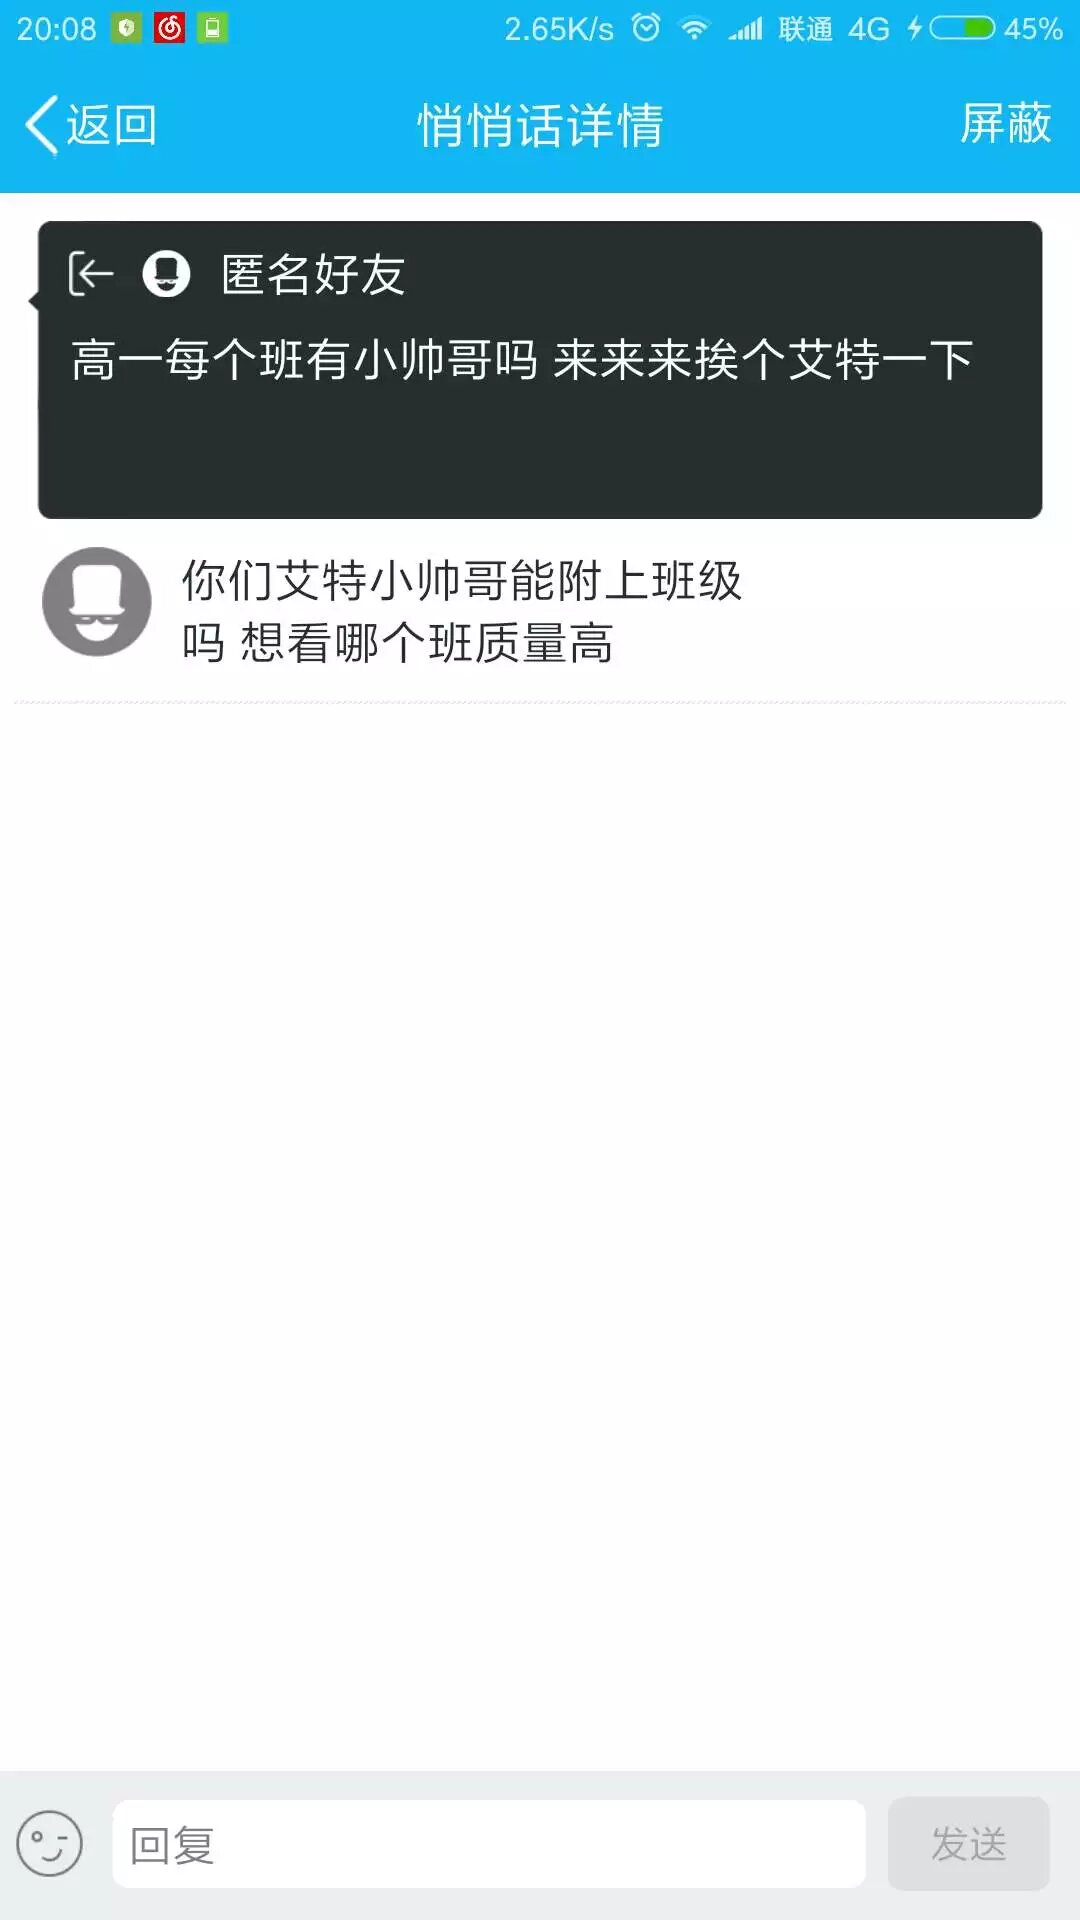 20:08 2.65K/s 联通 4G 45%
返回 悄悄话详情 屏蔽
匿名好友
高一每个班有小帅哥吗 来来来挨个艾特一下
你们艾特小帅哥能附上班级
吗 想看哪个班质量高
回复 发送